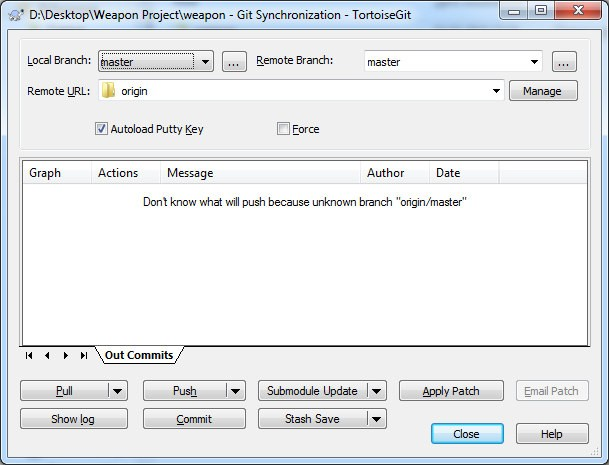 D:\Desktop\Weapon Project\weapon - Git Synchronization - TortoiseGit
Local Branch: master ... Remote Branch: master ...
Remote URL: origin Manage
Autoload Putty Key Force
Graph Actions Message Author Date
Don't know what will push because unknown branch "origin/master"
Out Commits
Pull Push Submodule Update Apply Patch Email Patch
Show log Commit Stash Save
Close Help